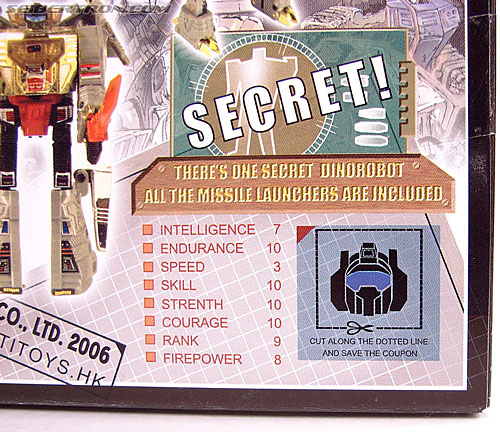 SECRET!
THERE'S ONE SECRET DINOROBOT
ALL THE MISSILE LAUNCHERS ARE INCLUDED
INTELLIGENCE 7
ENDURANCE 10
SPEED 3
SKILL 10
STRENTH 10
COURAGE 10
RANK 9
FIREPOWER 8
CUT ALONG THE DOTTED LINE
AND SAVE THE COUPON
CO., LTD. 2006
TITOYS.HK